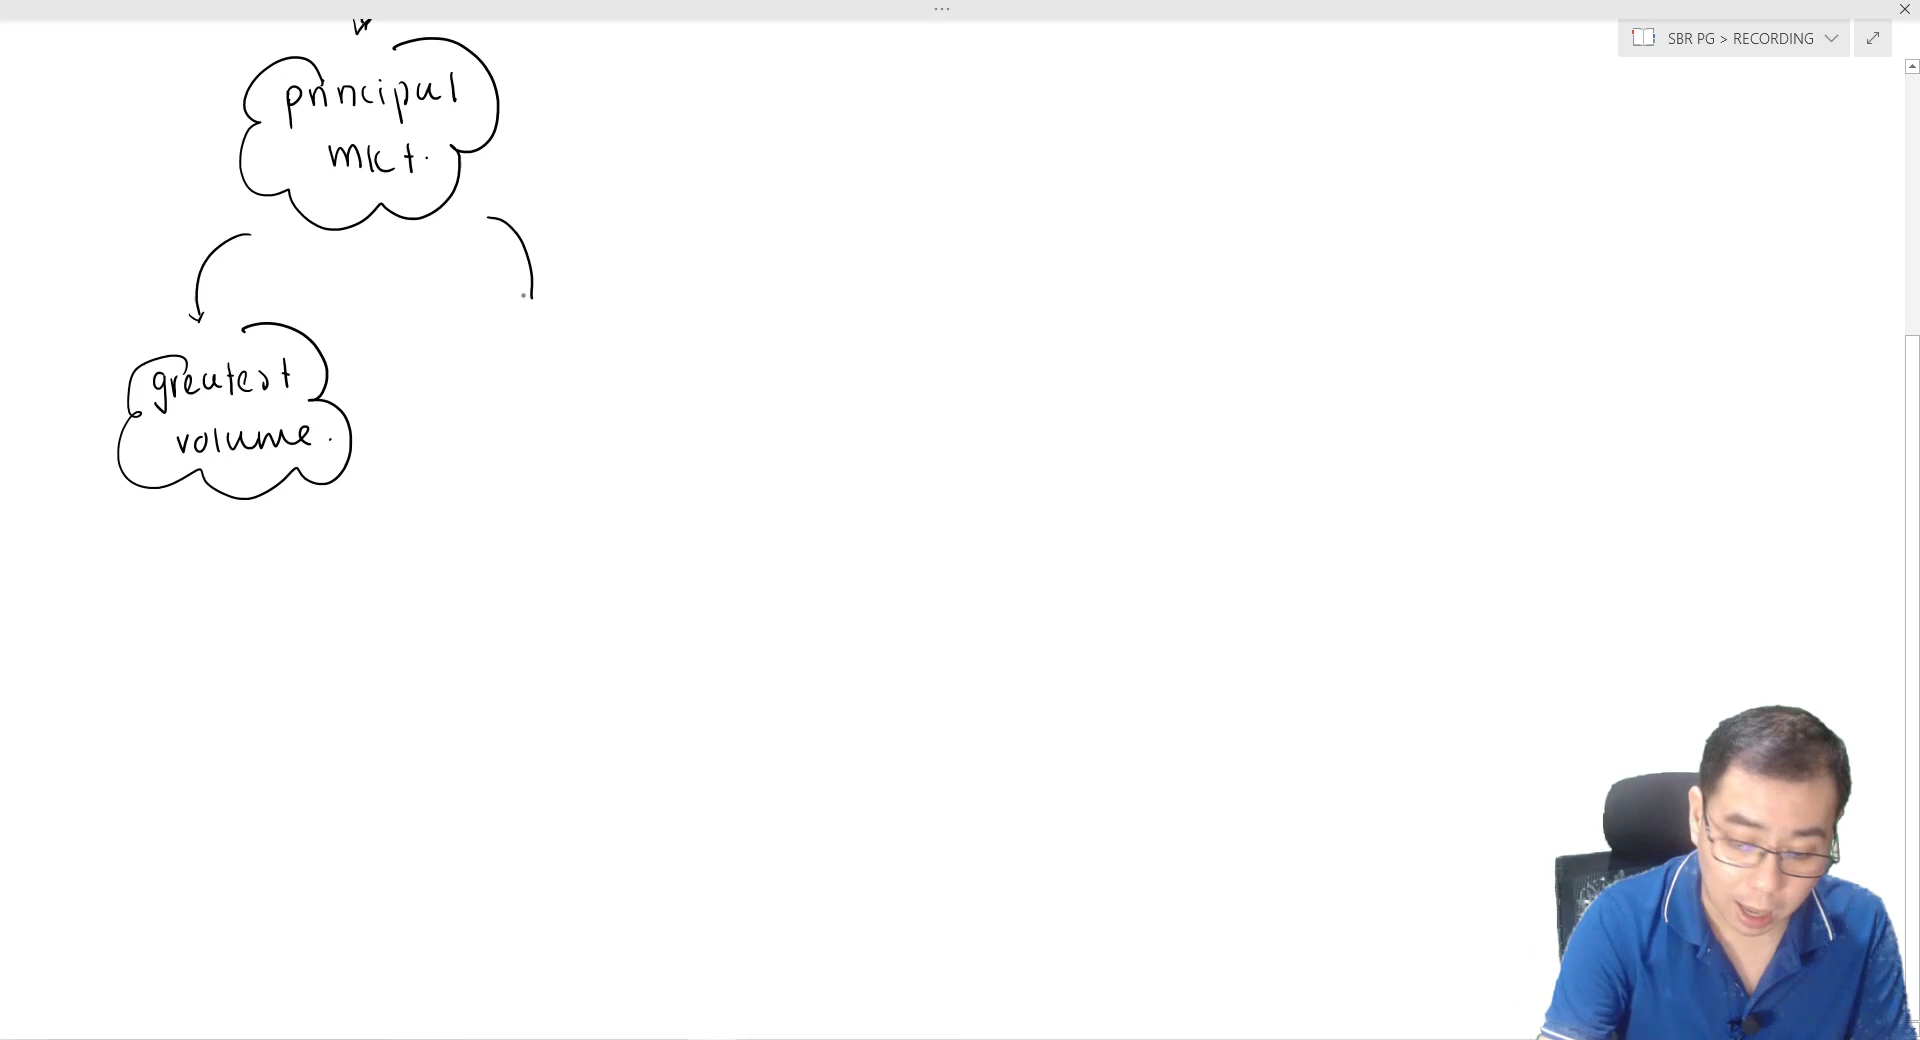 SBR PG > RECORDING
principal
mkt.
greatest
volume.